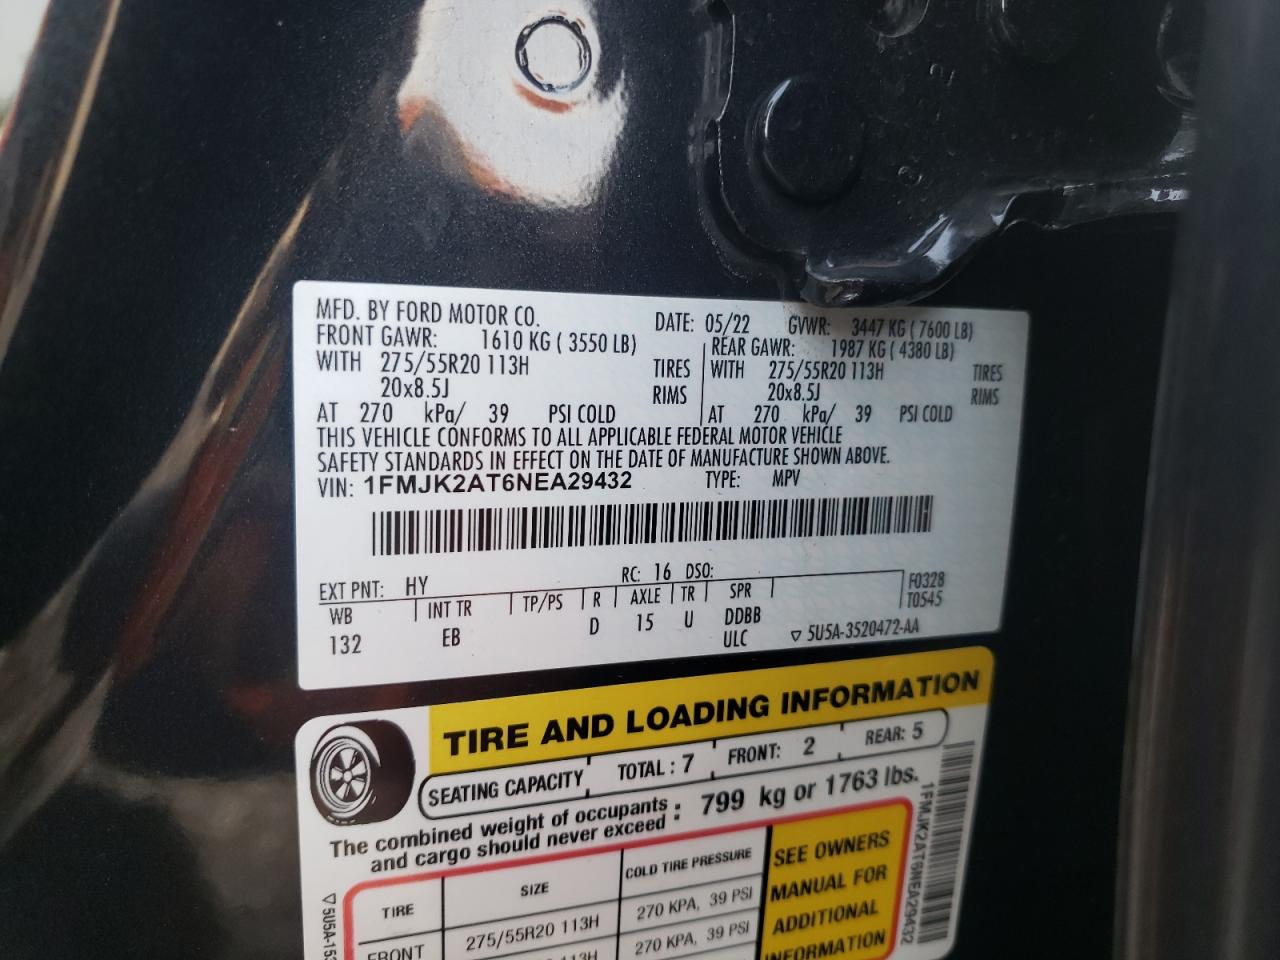 MFD. BY FORD MOTOR CO.
DATE: 05/22 GVWR: 3447 KG ( 7600 LB)
FRONT GAWR: 1610 KG ( 3550 LB) REAR GAWR: 1987 KG ( 4380 LB)
WITH 275/55R20 113H TIRES WITH 275/55R20 113H TIRES
20x8.5J RIMS 20x8.5J RIMS
AT 270 kPa/ 39 PSI COLD AT 270 kPa/ 39 PSI COLD
THIS VEHICLE CONFORMS TO ALL APPLICABLE FEDERAL MOTOR VEHICLE
SAFETY STANDARDS IN EFFECT ON THE DATE OF MANUFACTURE SHOWN ABOVE.
VIN: 1FMJK2AT6NEA29432 TYPE: MPV
EXT PNT: HY RC: 16 DSO: F0328
WB INT TR TP/PS R AXLE TR SPR T0545
132 EB D 15 U DDBB
ULC ▽ 5U5A-3520472-AA
TIRE AND LOADING INFORMATION
SEATING CAPACITY TOTAL : 7 FRONT: 2 REAR: 5
The combined weight of occupants
and cargo should never exceed : 799 kg or 1763 lbs.
TIRE SIZE COLD TIRE PRESSURE
FRONT 275/55R20 113H 270 KPA, 39 PSI
113H 270 KPA, 39 PSI
SEE OWNERS
MANUAL FOR
ADDITIONAL
INFORMATION
1FMJK2AT6NEA29432